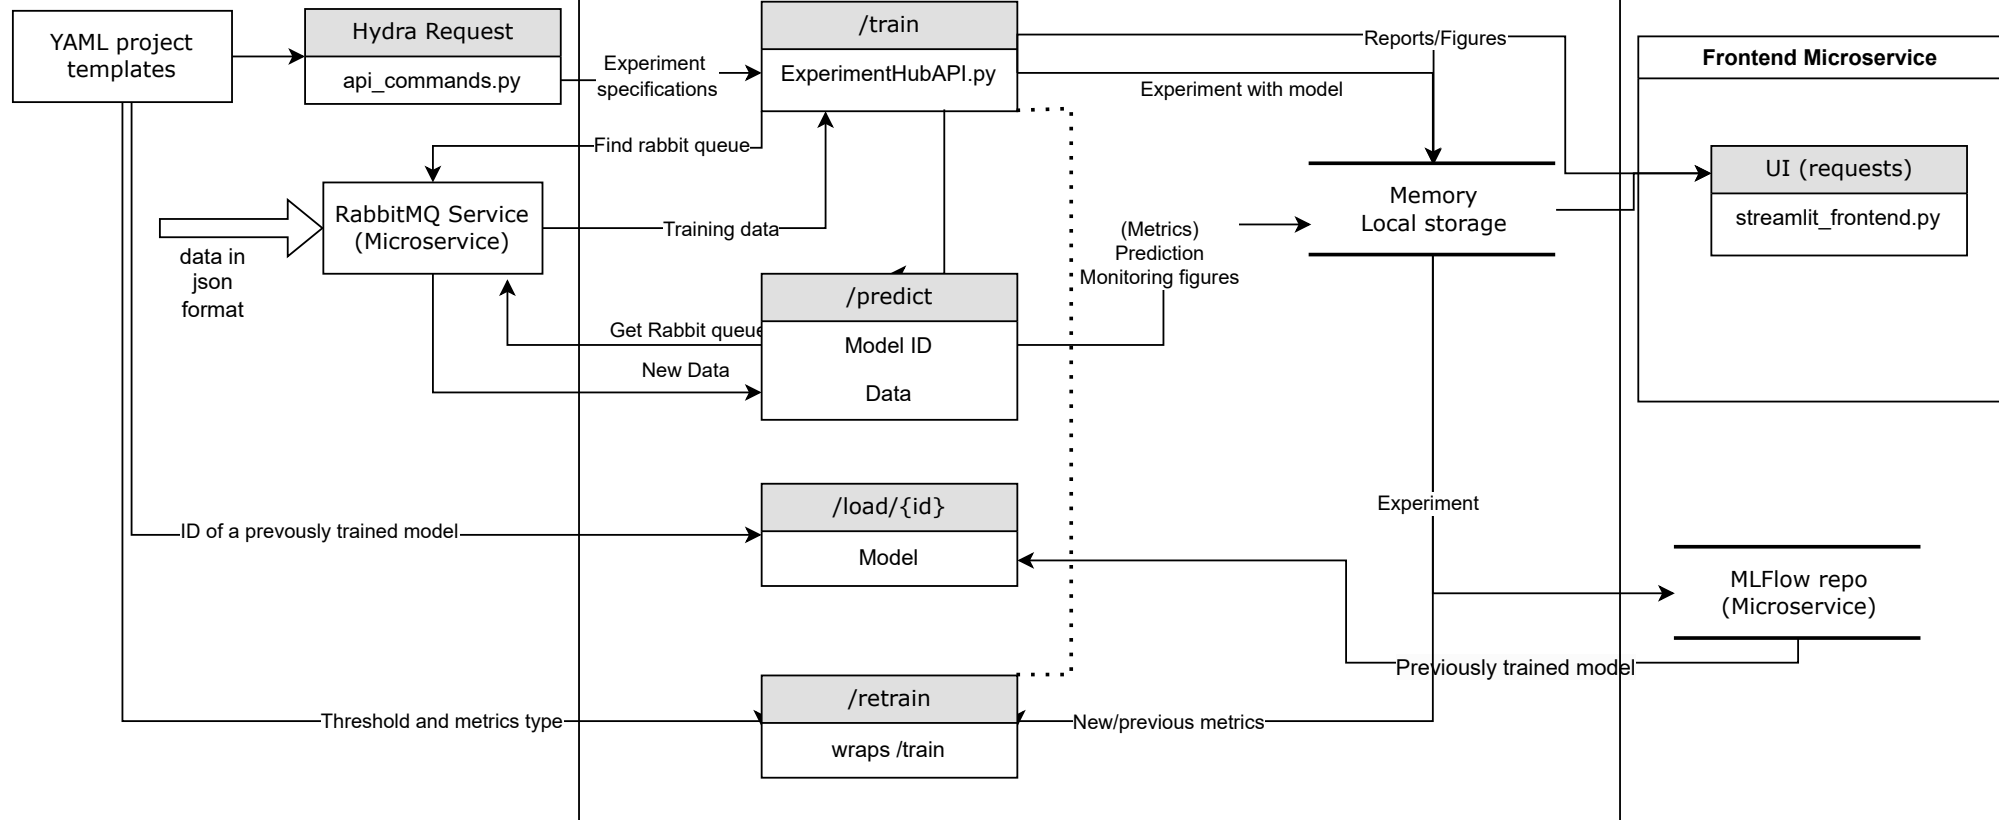 YAML project
templates
Hydra Request
api_commands.py
Experiment
specifications
/train
ExperimentHubAPI.py
Reports/Figures
Experiment with model
Frontend Microservice
UI (requests)
streamlit_frontend.py
Find rabbit queue
RabbitMQ Service
(Microservice)
data in
json
format
Training data
(Metrics)
Prediction
Monitoring figures
Memory
Local storage
/predict
Model ID
Data
Get Rabbit queue
New Data
/load/{id}
Model
ID of a prevously trained model
Experiment
MLFlow repo
(Microservice)
Previously trained model
/retrain
wraps /train
Threshold and metrics type
New/previous metrics